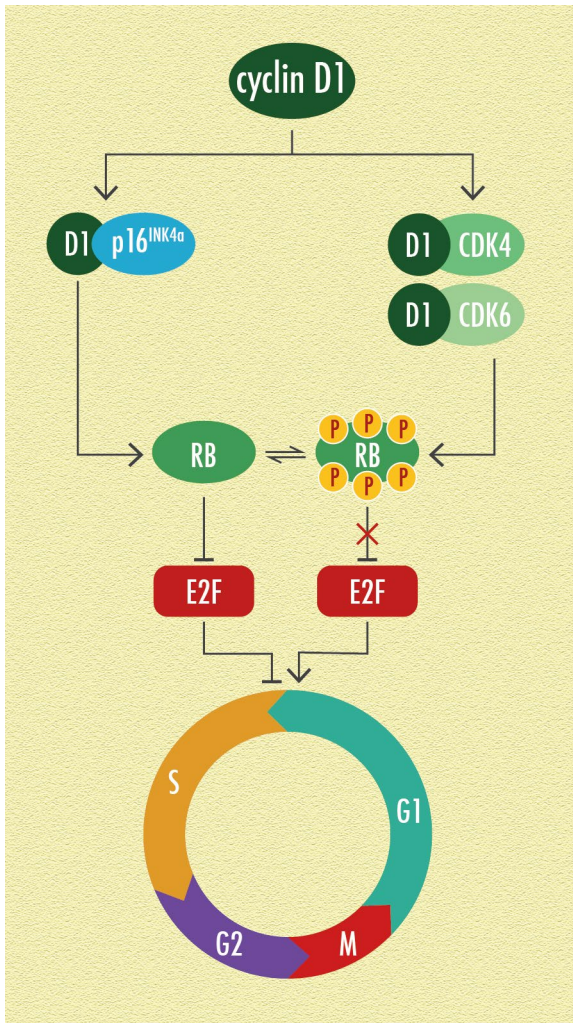 cyclin D1
D1 p16INK4a
D1 CDK4
D1 CDK6
P P P
RB
RB
P P P
E2F
E2F
S
G1
G2
M